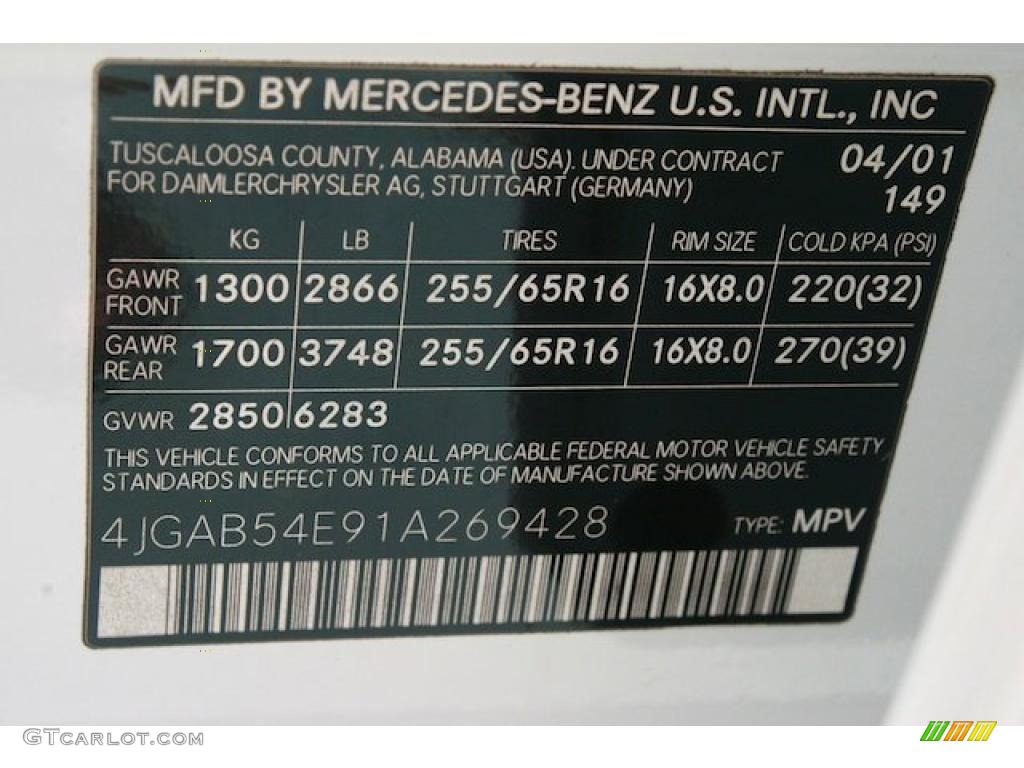 MFD BY MERCEDES-BENZ U.S. INTL., INC
TUSCALOOSA COUNTY, ALABAMA (USA). UNDER CONTRACT 04/01
FOR DAIMLERCHRYSLER AG, STUTTGART (GERMANY) 149
KG LB TIRES RIM SIZE COLD KPA (PSI)
GAWR FRONT 1300 2866 255/65R16 16X8.0 220(32)
GAWR REAR 1700 3748 255/65R16 16X8.0 270(39)
GVWR 2850 6283
THIS VEHICLE CONFORMS TO ALL APPLICABLE FEDERAL MOTOR VEHICLE SAFETY
STANDARDS IN EFFECT ON THE DATE OF MANUFACTURE SHOWN ABOVE.
4JGAB54E91A269428 TYPE: MPV
GTCARLOT.COM